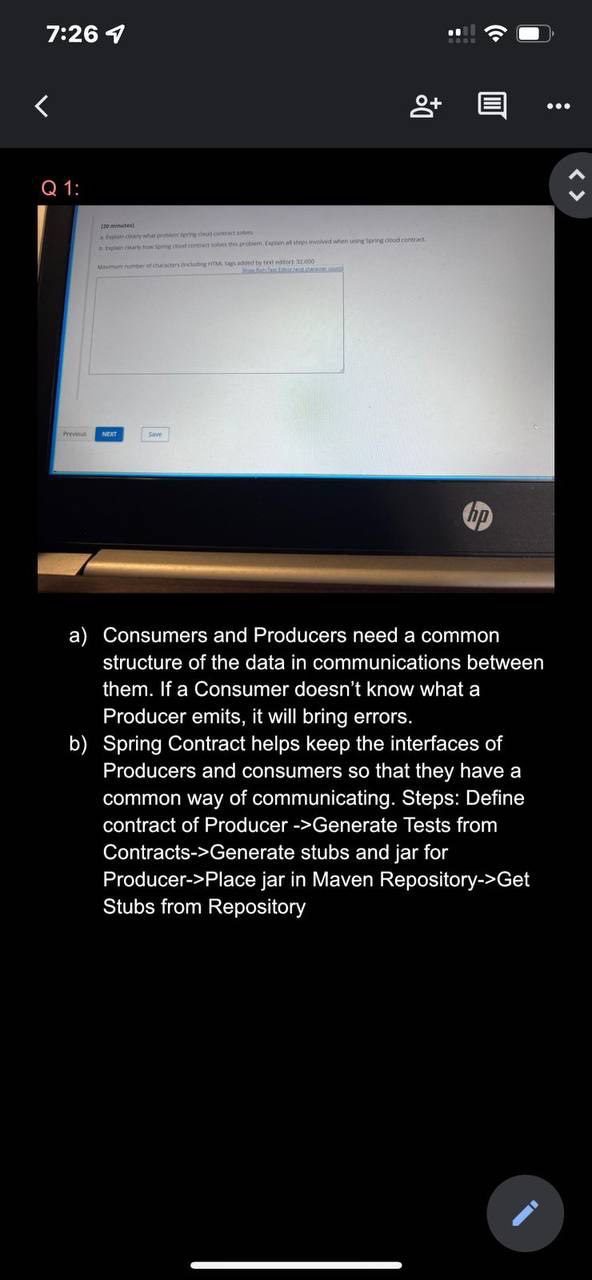 7:26
Q 1:
[20 minutes]
a. Explain clearly what problem Spring cloud contract solves
b. Explain clearly how Spring cloud contract solves this problem. Explain all steps involved when using Spring cloud contract.
Maximum number of characters (including HTML tags added by text editor): 32,000
Show Rich-Text Editor (and character count)
Previous NEXT Save
hp
a) Consumers and Producers need a common
structure of the data in communications between
them. If a Consumer doesn’t know what a
Producer emits, it will bring errors.
b) Spring Contract helps keep the interfaces of
Producers and consumers so that they have a
common way of communicating. Steps: Define
contract of Producer ->Generate Tests from
Contracts->Generate stubs and jar for
Producer->Place jar in Maven Repository->Get
Stubs from Repository